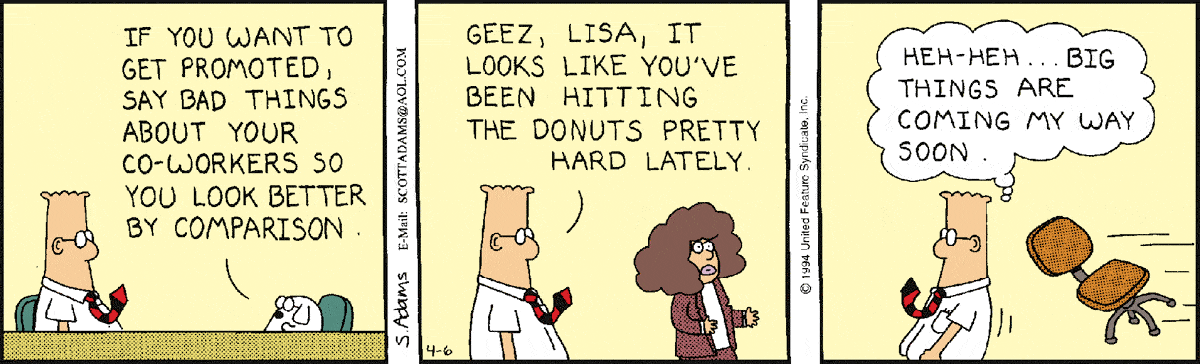 IF YOU WANT TO
GET PROMOTED,
SAY BAD THINGS
ABOUT YOUR
CO-WORKERS SO
YOU LOOK BETTER
BY COMPARISON.
S. Adams E-Mail: SCOTTADAMS@AOL.COM
GEEZ, LISA, IT
LOOKS LIKE YOU'VE
BEEN HITTING
THE DONUTS PRETTY
HARD LATELY.
4-6
© 1994 United Feature Syndicate, Inc.
HEH-HEH... BIG
THINGS ARE
COMING MY WAY
SOON.